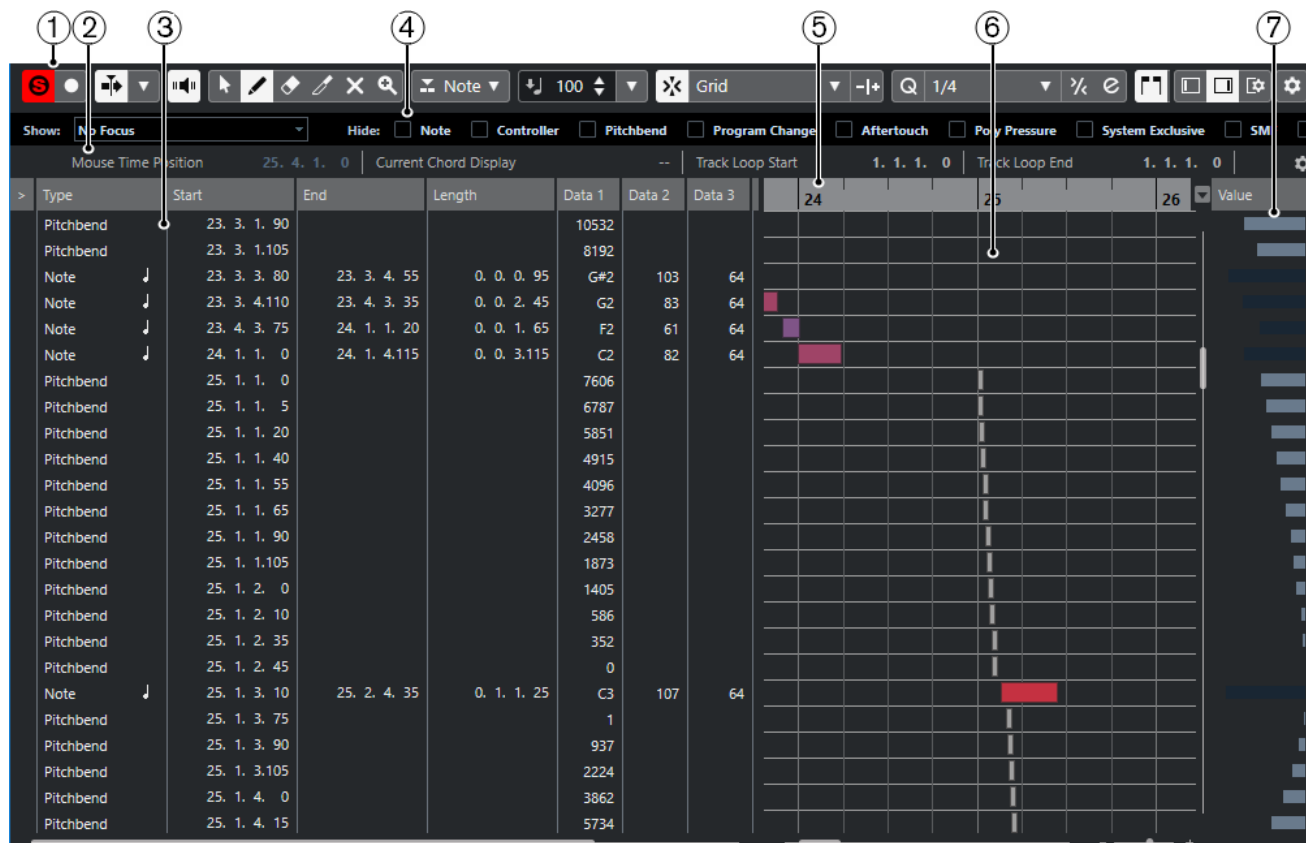 1 2 3 4 5 6 7
S Note 100 Grid Q 1/4 e
Show: No Focus Hide: Note Controller Pitchbend Program Change Aftertouch Poly Pressure System Exclusive SM
Mouse Time Position 25. 4. 1. 0 Current Chord Display -- Track Loop Start 1. 1. 1. 0 Track Loop End 1. 1. 1. 0
> Type Start End Length Data 1 Data 2 Data 3 24 25 26 Value
Pitchbend 23. 3. 1. 90 10532
Pitchbend 23. 3. 1.105 8192
Note 23. 3. 3. 80 23. 3. 4. 55 0. 0. 0. 95 G#2 103 64
Note 23. 3. 4.110 23. 4. 3. 35 0. 0. 2. 45 G2 83 64
Note 23. 4. 3. 75 24. 1. 1. 20 0. 0. 1. 65 F2 61 64
Note 24. 1. 1. 0 24. 1. 4.115 0. 0. 3.115 C2 82 64
Pitchbend 25. 1. 1. 0 7606
Pitchbend 25. 1. 1. 5 6787
Pitchbend 25. 1. 1. 20 5851
Pitchbend 25. 1. 1. 40 4915
Pitchbend 25. 1. 1. 55 4096
Pitchbend 25. 1. 1. 65 3277
Pitchbend 25. 1. 1. 90 2458
Pitchbend 25. 1. 1.105 1873
Pitchbend 25. 1. 2. 0 1405
Pitchbend 25. 1. 2. 10 586
Pitchbend 25. 1. 2. 35 352
Pitchbend 25. 1. 2. 45 0
Note 25. 1. 3. 10 25. 2. 4. 35 0. 1. 1. 25 C3 107 64
Pitchbend 25. 1. 3. 75 1
Pitchbend 25. 1. 3. 90 937
Pitchbend 25. 1. 3.105 2224
Pitchbend 25. 1. 4. 0 3862
Pitchbend 25. 1. 4. 15 5734